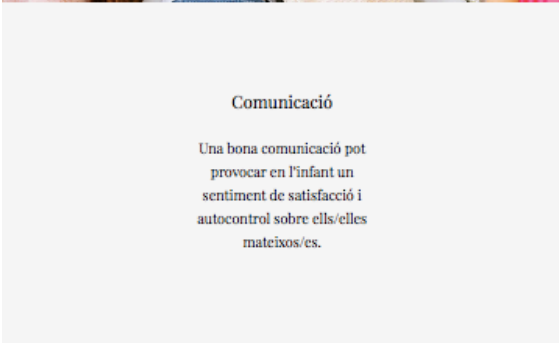 Comunicació
Una bona comunicació pot
provocar en l'infant un
sentiment de satisfacció i
autocontrol sobre ells/elles
mateixos/es.